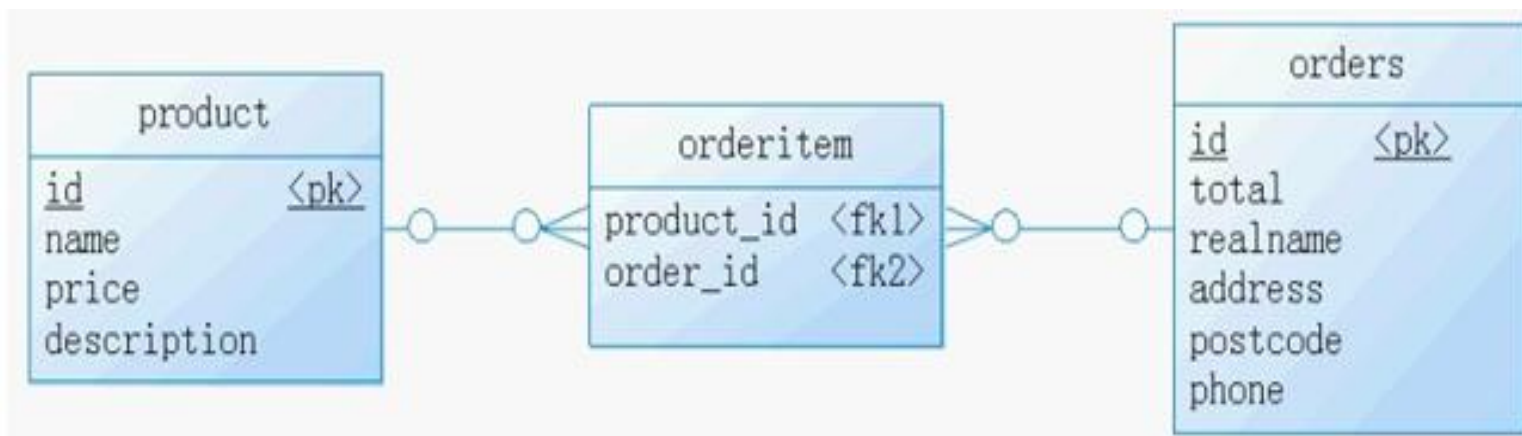 product
id <pk>
name
price
description
orderitem
product_id <fk1>
order_id <fk2>
orders
id <pk>
total
realname
address
postcode
phone